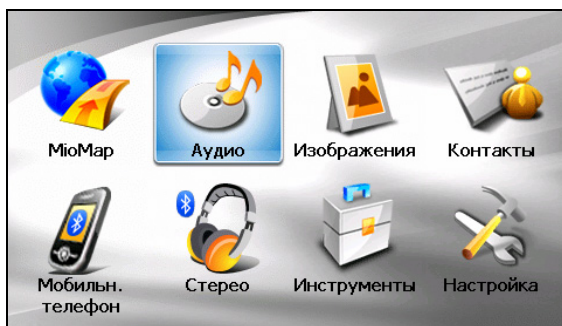 MioMap
Аудио
Изображения
Контакты
Мобильн.
телефон
Стерео
Инструменты
Настройка